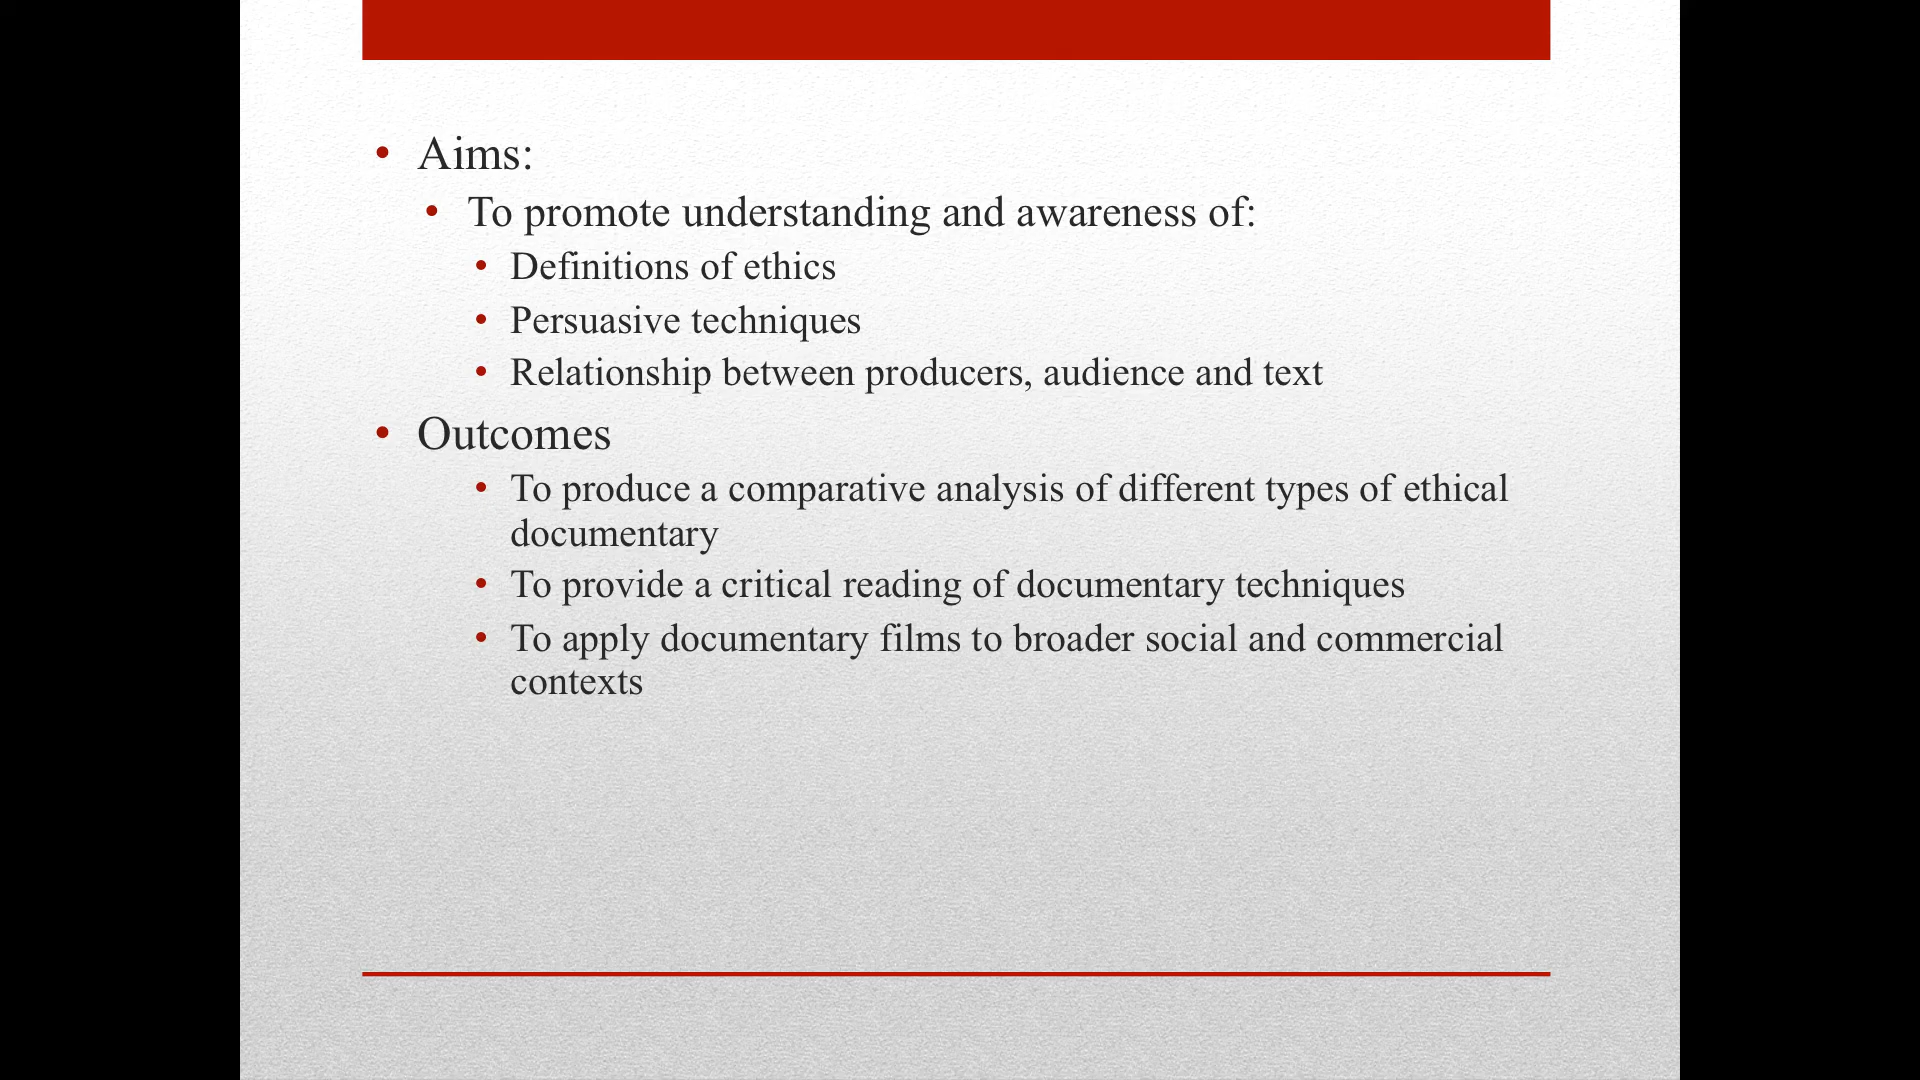 • Aims:
• To promote understanding and awareness of:
• Definitions of ethics
• Persuasive techniques
• Relationship between producers, audience and text
• Outcomes
• To produce a comparative analysis of different types of ethical
documentary
• To provide a critical reading of documentary techniques
• To apply documentary films to broader social and commercial
contexts